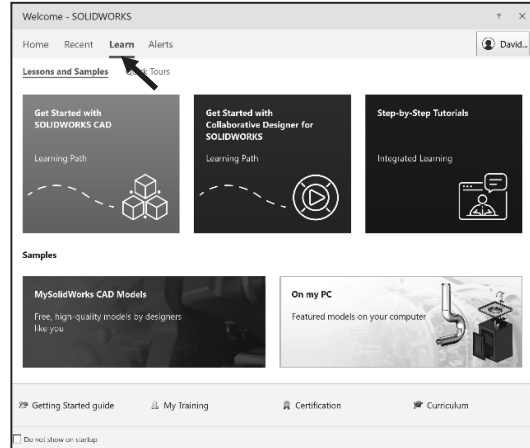 Welcome - SOLIDWORKS
? ×
Home Recent Learn Alerts
David...
Lessons and Samples Quick Tours
Get Started with
SOLIDWORKS CAD
Learning Path
Get Started with
Collaborative Designer for
SOLIDWORKS
Learning Path
Step-by-Step Tutorials
Integrated Learning
Samples
MySolidWorks CAD Models
Free, high-quality models by designers
like you
On my PC
Featured models on your computer
Getting Started guide
My Training
Certification
Curriculum
Do not show on startup